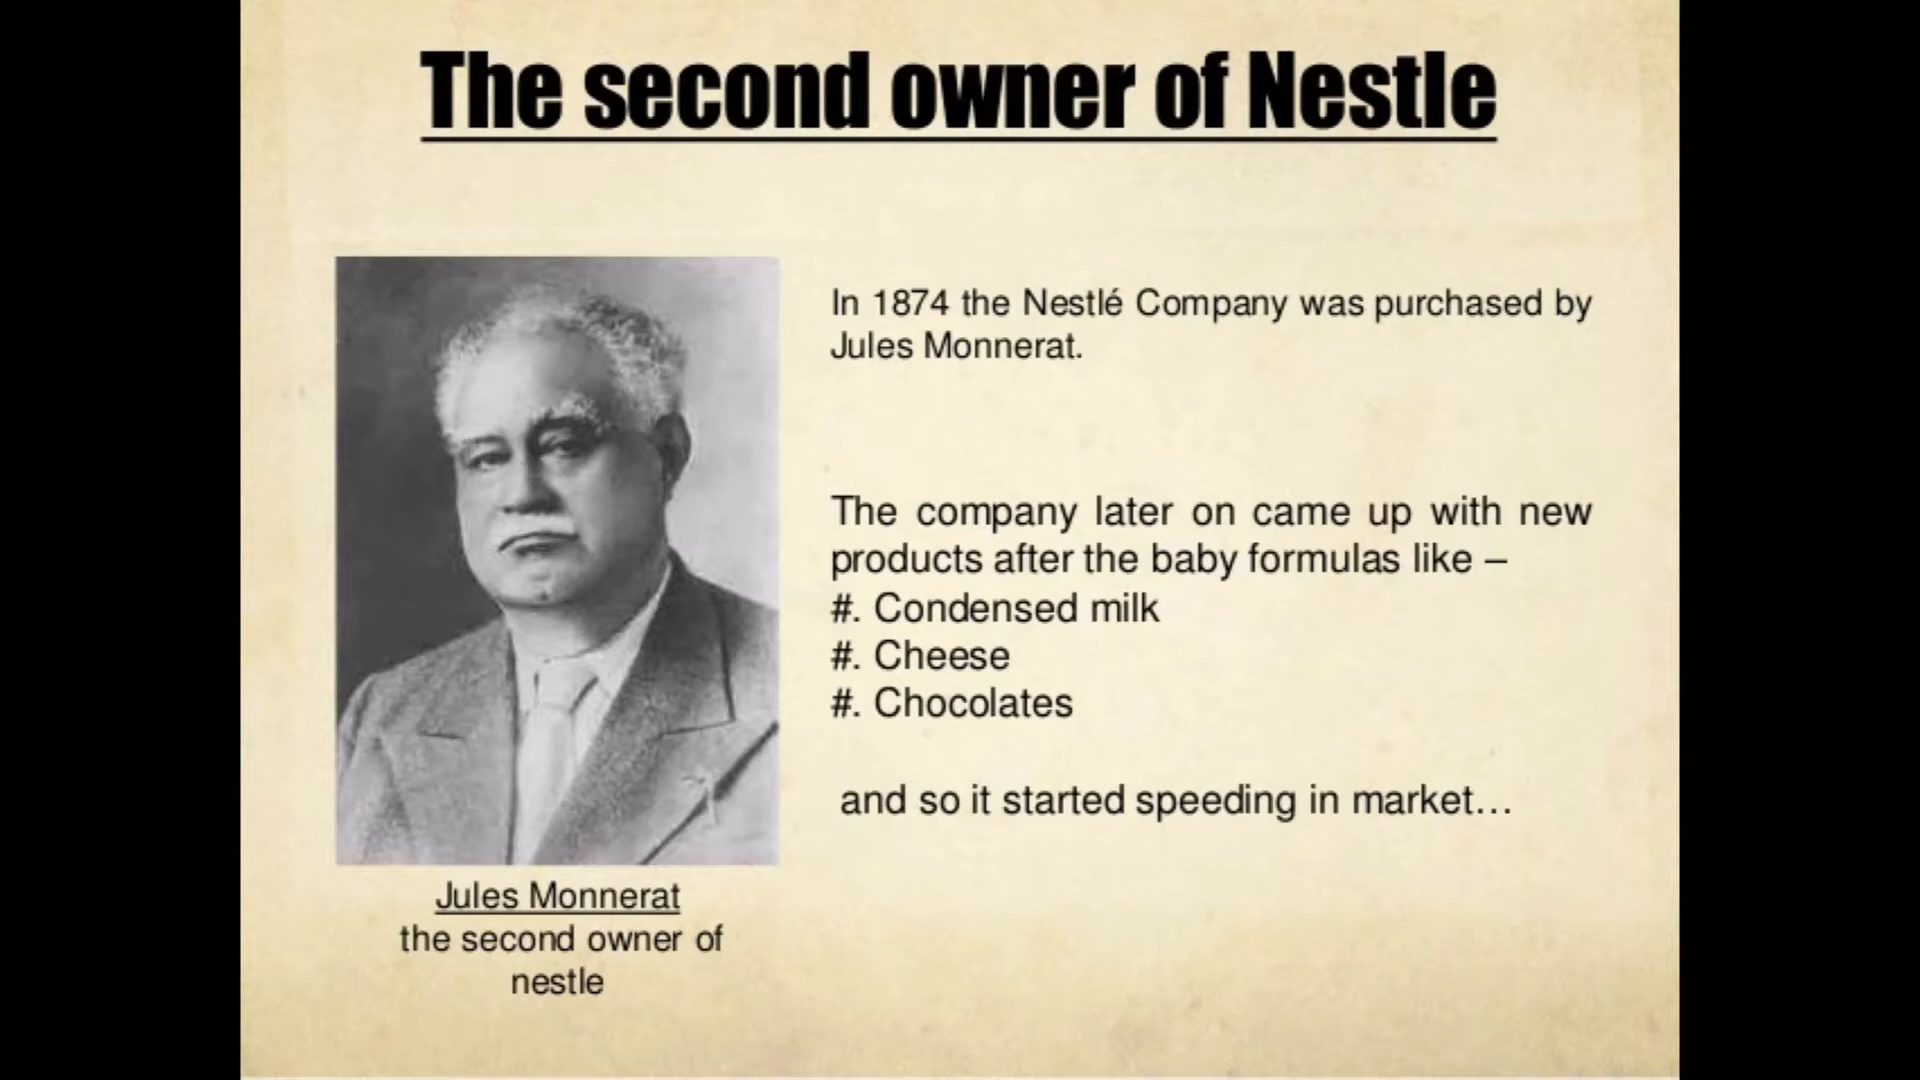 The second owner of Nestle
In 1874 the Nestlé Company was purchased by
Jules Monnerat.
The company later on came up with new
products after the baby formulas like –
#. Condensed milk
#. Cheese
#. Chocolates
and so it started speeding in market…
Jules Monnerat
the second owner of
nestle